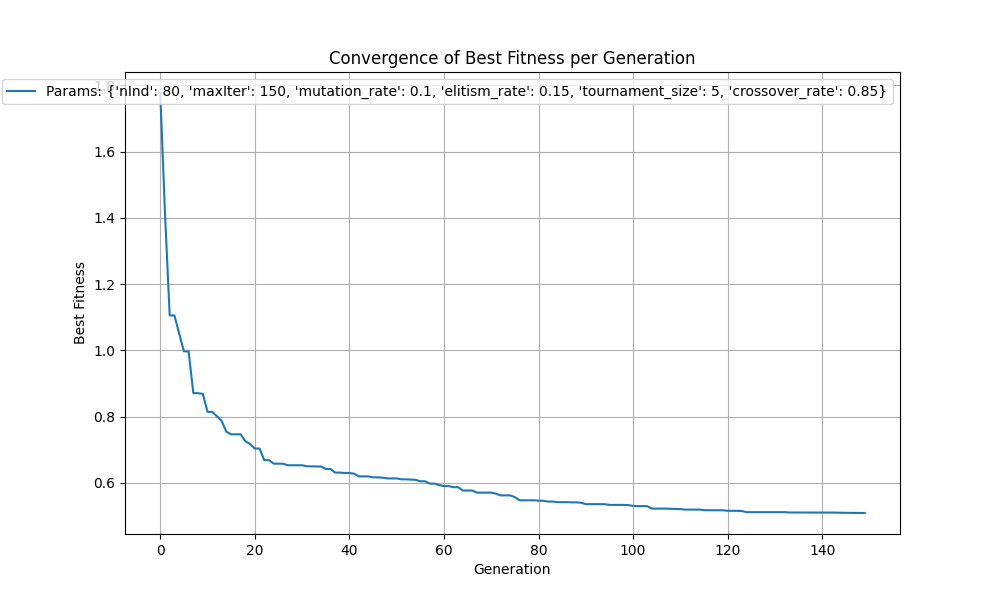 Convergence of Best Fitness per Generation
1.8
Params: {'nInd': 80, 'maxIter': 150, 'mutation_rate': 0.1, 'elitism_rate': 0.15, 'tournament_size': 5, 'crossover_rate': 0.85}
1.6
1.4
1.2
1.0
0.8
0.6
Best Fitness
0 20 40 60 80 100 120 140
Generation